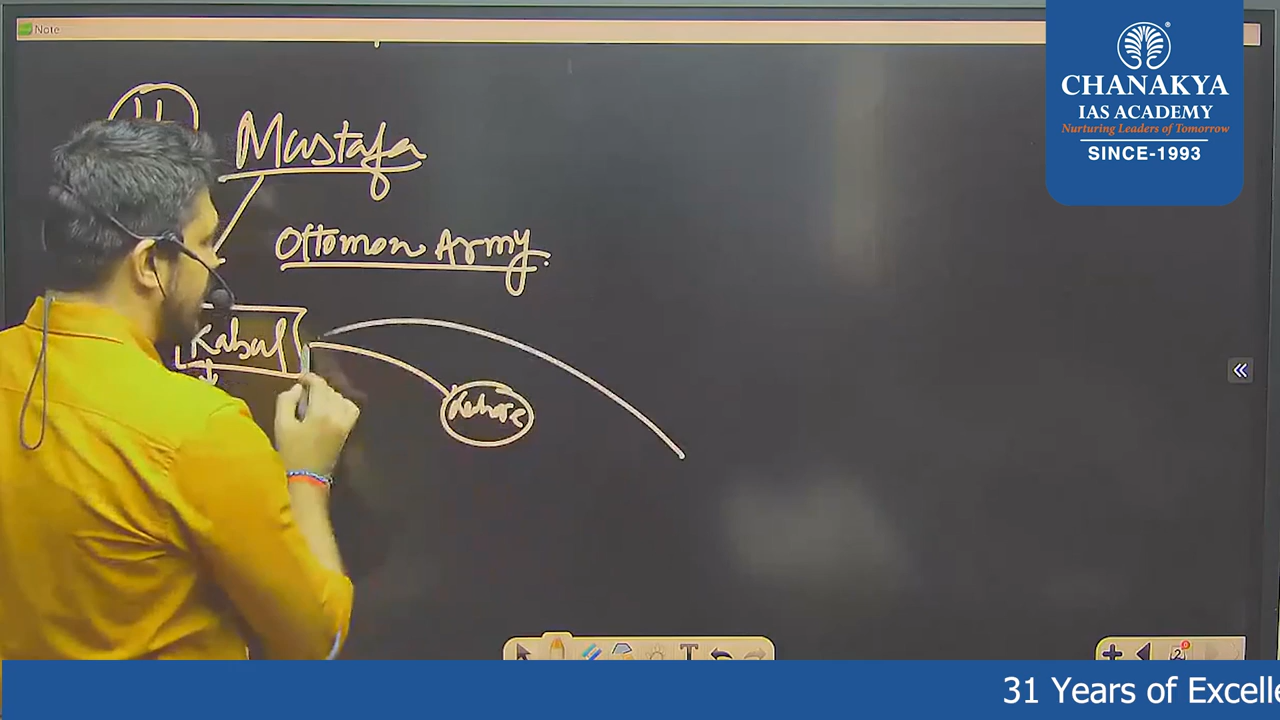 Note
CHANAKYA
IAS ACADEMY
Nurturing Leaders of Tomorrow
SINCE-1993
11
Mustafa
Ottoman Army.
Kabul
Lahore
31 Years of Excelle